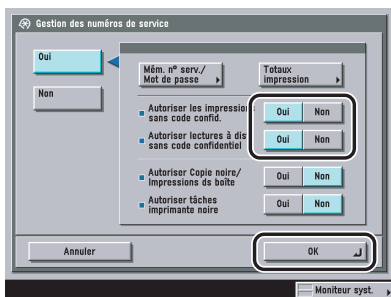 Gestion des numéros de service
Oui
Non
Mém. nº serv./
Mot de passe
Totaux
impression
Autoriser les impressions
sans code confid.
Oui Non
Autoriser lectures à dis
sans code confidentiel
Oui Non
Autoriser Copie noire/
Impressions ds boîte
Oui Non
Autoriser tâches
imprimante noire
Oui Non
Annuler
OK
Moniteur syst.